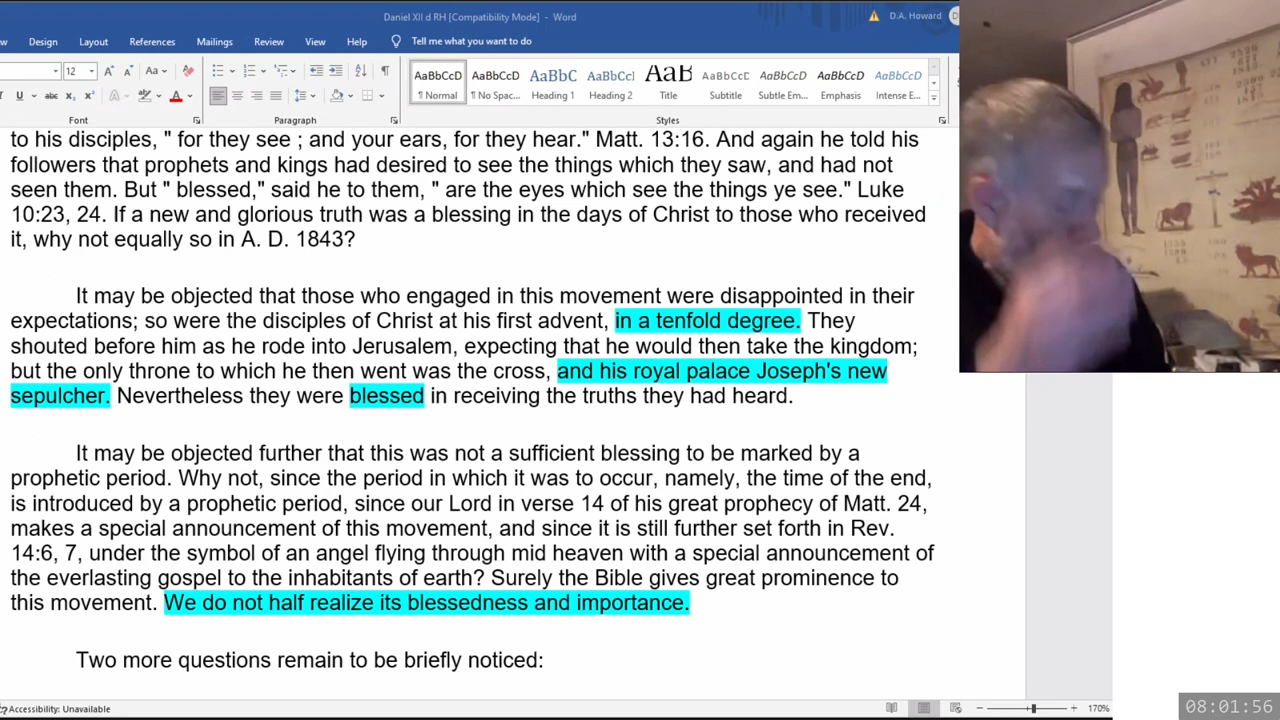 Daniel XII d RH [Compatibility Mode] - Word
D.A. Howard
Design Layout References Mailings Review View Help Tell me what you want to do
12 Aa
AaBbCcD AaBbCcD AaBbC AaBbCc AaB AaBbCcD AaBbCcD AaBbCcD AaBbCcD
¶ Normal ¶ No Spac... Heading 1 Heading 2 Title Subtitle Subtle Em... Emphasis Intense E...
Font Paragraph Styles
to his disciples, " for they see ; and your ears, for they hear." Matt. 13:16. And again he told his
followers that prophets and kings had desired to see the things which they saw, and had not
seen them. But " blessed," said he to them, " are the eyes which see the things ye see." Luke
10:23, 24. If a new and glorious truth was a blessing in the days of Christ to those who received
it, why not equally so in A. D. 1843?
It may be objected that those who engaged in this movement were disappointed in their
expectations; so were the disciples of Christ at his first advent, in a tenfold degree. They
shouted before him as he rode into Jerusalem, expecting that he would then take the kingdom;
but the only throne to which he then went was the cross, and his royal palace Joseph's new
sepulcher. Nevertheless they were blessed in receiving the truths they had heard.
It may be objected further that this was not a sufficient blessing to be marked by a
prophetic period. Why not, since the period in which it was to occur, namely, the time of the end,
is introduced by a prophetic period, since our Lord in verse 14 of his great prophecy of Matt. 24,
makes a special announcement of this movement, and since it is still further set forth in Rev.
14:6, 7, under the symbol of an angel flying through mid heaven with a special announcement of
the everlasting gospel to the inhabitants of earth? Surely the Bible gives great prominence to
this movement. We do not half realize its blessedness and importance.
Two more questions remain to be briefly noticed:
Accessibility: Unavailable
170%
08:01:56